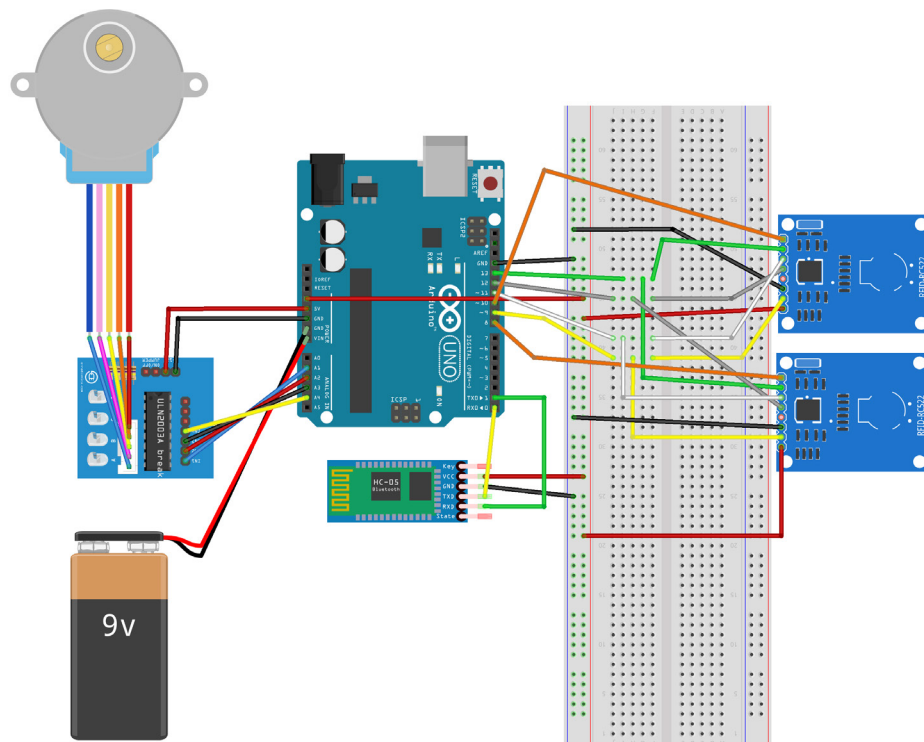 RESET
ICSP2
L
TX
RX
AREF
GND
13
12
~11
~10
~9
8
7
~6
~5
4
~3
2
TXD▶1
RXD◀0
DIGITAL (PWM=~)
Arduino
UNO
ON
ICSP
IOREF
RESET
5V
GND
GND
VIN
POWER
A0
A1
A2
A3
A4
A5
ANALOG IN
ULN2003A break
9v
HC-05
Bluetooth
Key
VCC
GND
TXD
RXD
State
RFID-RC522
RFID-RC522